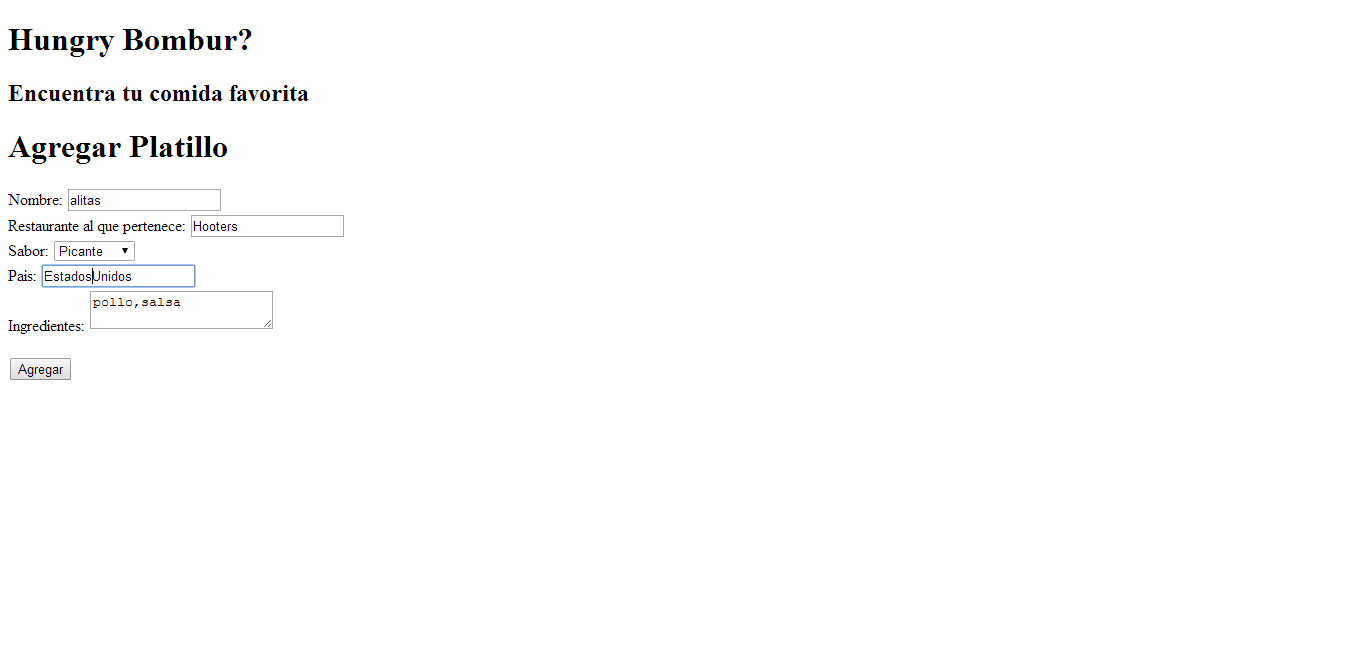 Hungry Bombur?
Encuentra tu comida favorita
Agregar Platillo
Nombre: alitas
Restaurante al que pertenece: Hooters
Sabor: Picante
Pais: EstadosUnidos
Ingredientes: pollo,salsa
Agregar